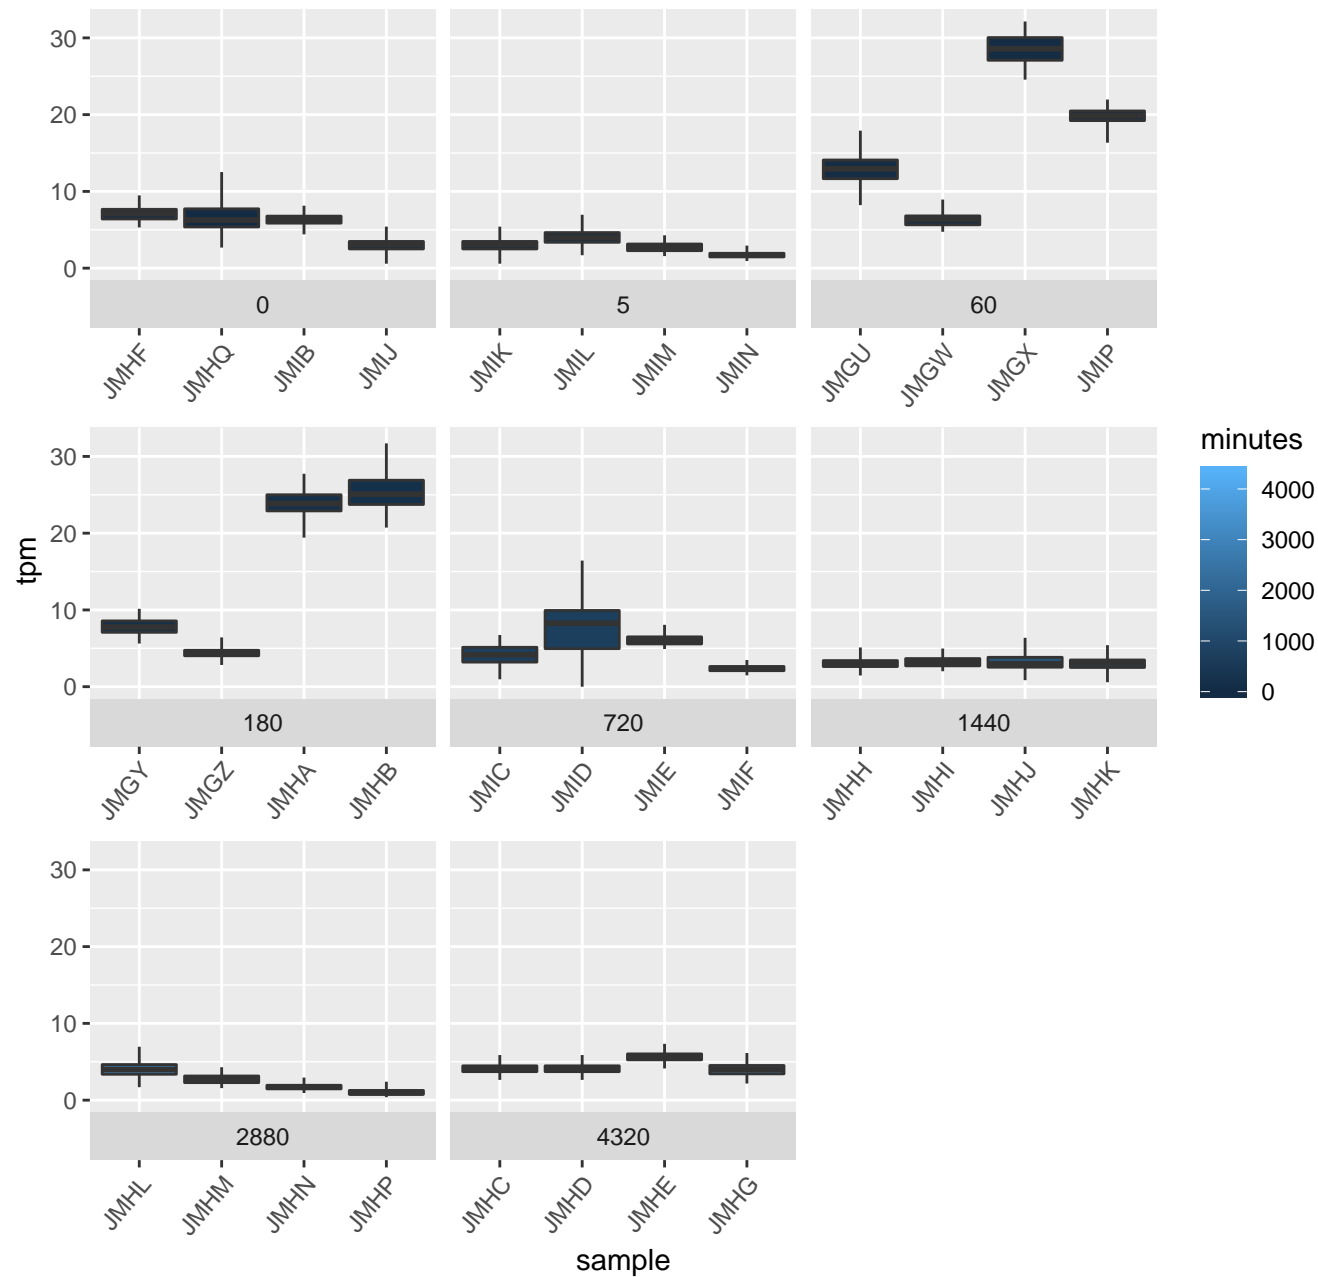 30
20
10
0
0
5
60
JMHF JMHQ JMIB JMIJ
JMIK JMIL JMIM JMIN
JMGU JMGW JMGX JMIP
tpm
30
20
10
0
180
720
1440
JMGY JMGZ JMHA JMHB
JMIC JMID JMIE JMIF
JMHH JMHI JMHJ JMHK
30
20
10
0
2880
4320
JMHL JMHM JMHN JMHP
JMHC JMHD JMHE JMHG
sample
minutes
4000
3000
2000
1000
0